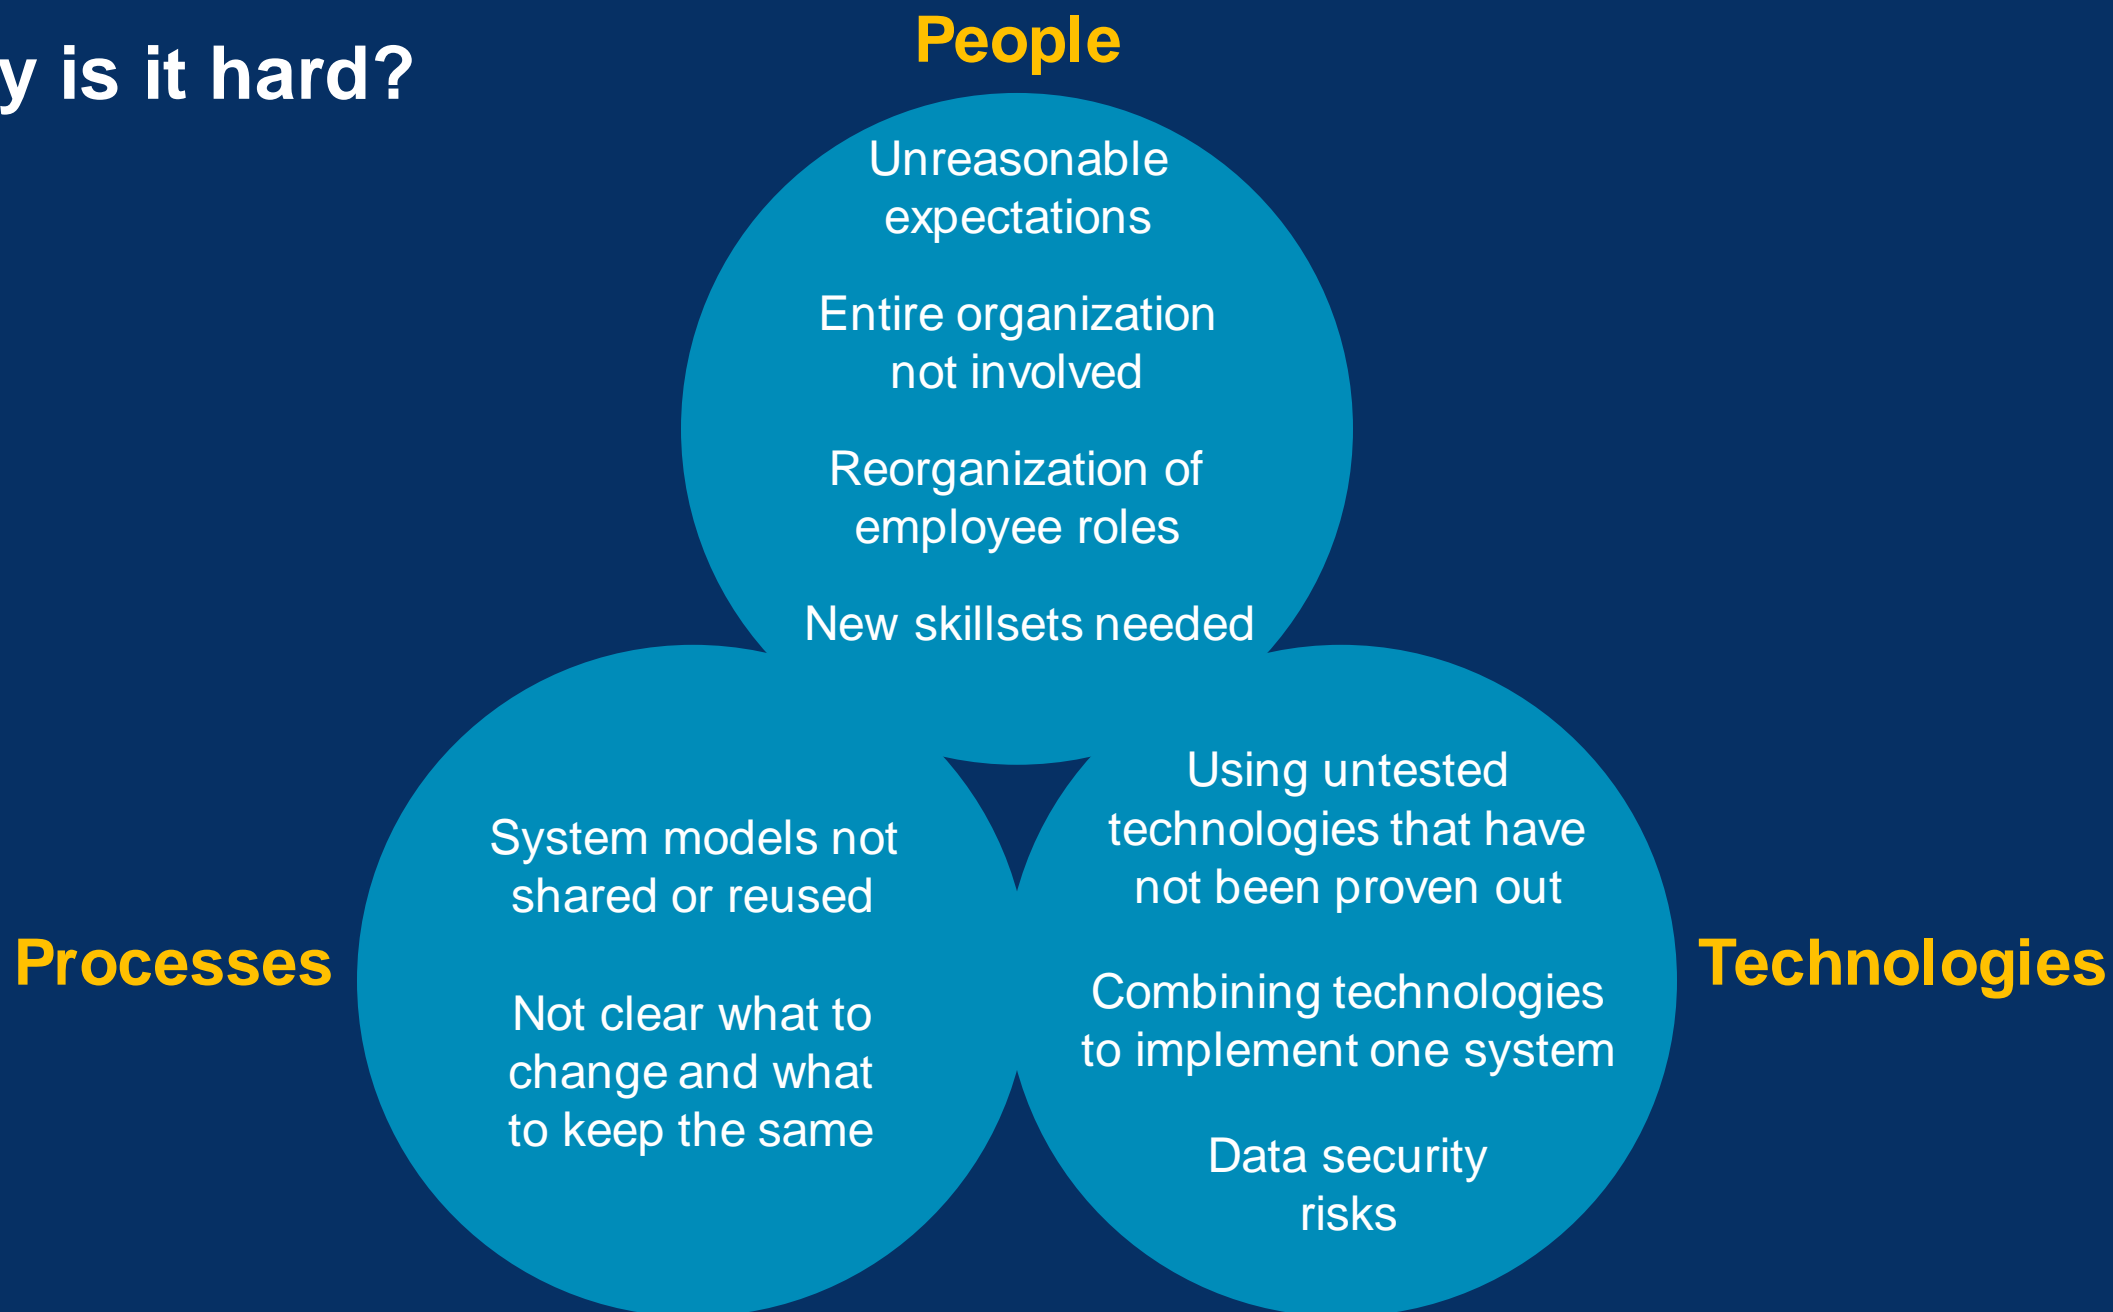 y is it hard?
People
Unreasonable
expectations
Entire organization
not involved
Reorganization of
employee roles
New skillsets needed
Processes
System models not
shared or reused
Not clear what to
change and what
to keep the same
Technologies
Using untested
technologies that have
not been proven out
Combining technologies
to implement one system
Data security
risks